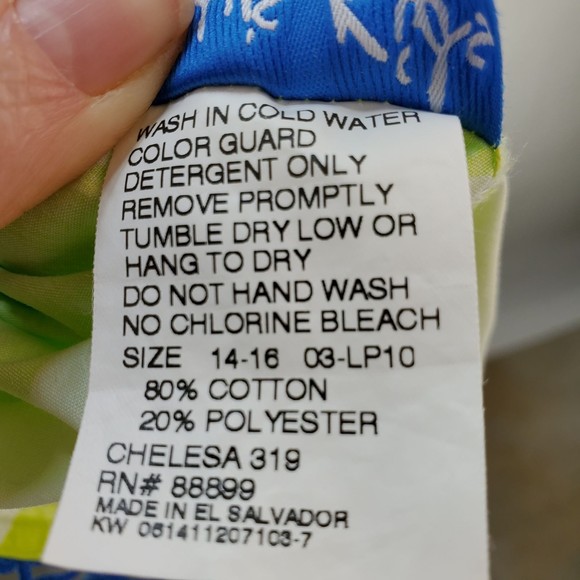 WASH IN COLD WATER
COLOR GUARD
DETERGENT ONLY
REMOVE PROMPTLY
TUMBLE DRY LOW OR
HANG TO DRY
DO NOT HAND WASH
NO CHLORINE BLEACH
SIZE 14-16 03-LP10
80% COTTON
20% POLYESTER
CHELESA 319
RN# 88899
MADE IN EL SALVADOR
KW 061411207103-7